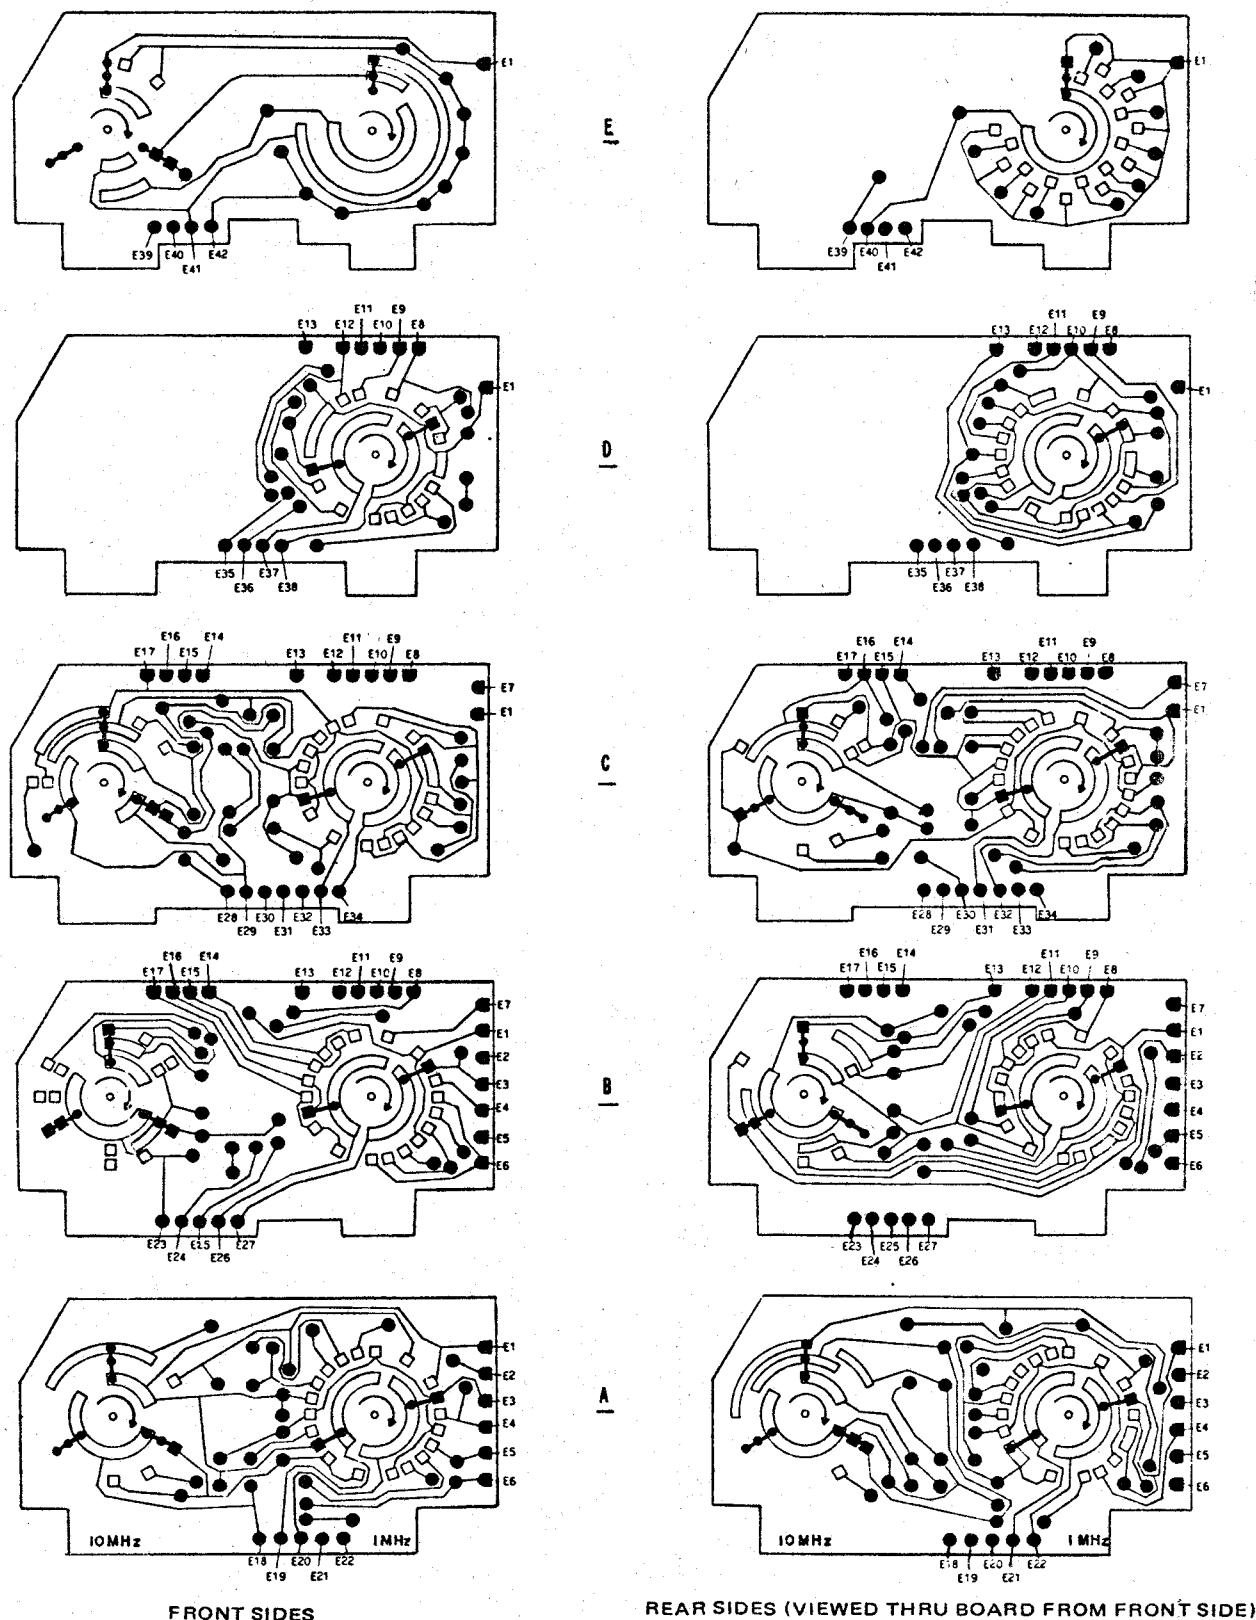 E1
E
E39 E40 E41 E42
E1
E39 E40 E41 E42
E13 E12 E11 E10 E9 E8
E1
D
E35 E36 E37 E38
E13 E12 E11 E10 E9 E8
E1
E35 E36 E37 E38
E17 E16 E15 E14 E13 E12 E11 E10 E9 E8
E7
E1
C
E28 E29 E30 E31 E32 E33 E34
E17 E16 E15 E14 E13 E12 E11 E10 E9 E8
E7
E1
E28 E29 E30 E31 E32 E33 E34
E17 E16 E15 E14 E13 E12 E11 E10 E9 E8
E7
E1
E2
E3
E4
E5
E6
B
E23 E24 E25 E26 E27
E17 E16 E15 E14 E13 E12 E11 E10 E9 E8
E7
E1
E2
E3
E4
E5
E6
E23 E24 E25 E26 E27
E1
E2
E3
E4
E5
E6
A
10MHz 1MHz
E18 E19 E20 E21 E22
E1
E2
E3
E4
E5
E6
10MHz 1MHz
E18 E19 E20 E21 E22
FRONT SIDES
REAR SIDES (VIEWED THRU BOARD FROM FRONT SIDE)